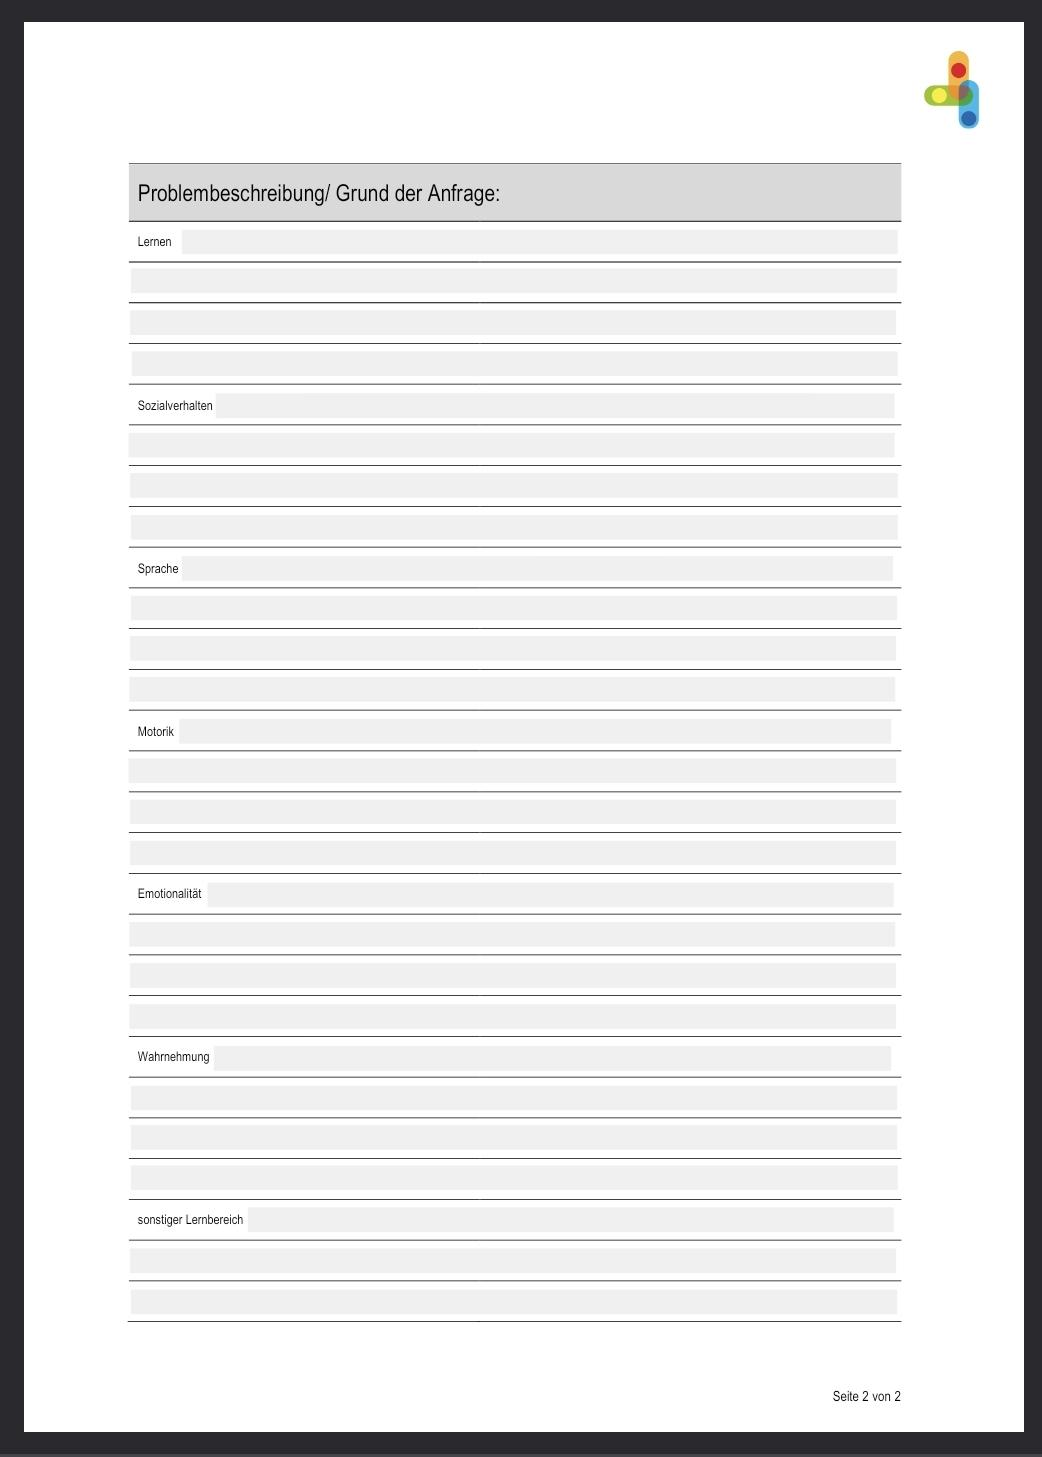 Problembeschreibung/ Grund der Anfrage:
Lernen
Sozialverhalten
Sprache
Motorik
Emotionalität
Wahrnehmung
sonstiger Lernbereich
Seite 2 von 2